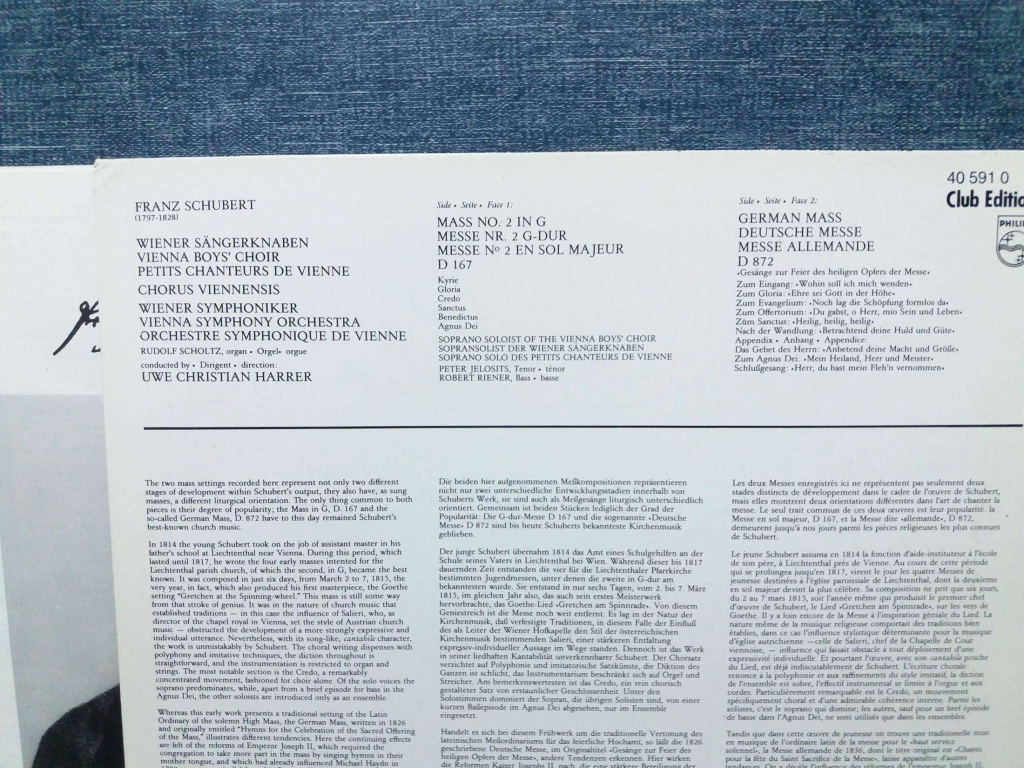 40 591 0
Club Editio
PHILI
FRANZ SCHUBERT
(1797-1828)
WIENER SÄNGERKNABEN
VIENNA BOYS' CHOIR
PETITS CHANTEURS DE VIENNE
CHORUS VIENNENSIS
WIENER SYMPHONIKER
VIENNA SYMPHONY ORCHESTRA
ORCHESTRE SYMPHONIQUE DE VIENNE
RUDOLF SCHOLTZ, organ • Orgel • orgue
conducted by • Dirigent • direction:
UWE CHRISTIAN HARRER
Side • Seite • Face 1:
MASS NO. 2 IN G
MESSE NR. 2 G-DUR
MESSE Nº 2 EN SOL MAJEUR
D 167
Kyrie
Gloria
Credo
Sanctus
Benedictus
Agnus Dei
SOPRANO SOLOIST OF THE VIENNA BOYS' CHOIR
SOPRANSOLIST DER WIENER SÄNGERKNABEN
SOPRANO SOLO DES PETITS CHANTEURS DE VIENNE
PETER JELOSITS, Tenor • ténor
ROBERT RIENER, Bass • basse
Side • Seite • Face 2:
GERMAN MASS
DEUTSCHE MESSE
MESSE ALLEMANDE
D 872
»Gesänge zur Feier des heiligen Opfers der Messe«
Zum Eingang: »Wohin soll ich mich wenden«
Zum Gloria: »Ehre sei Gott in der Höhe«
Zum Evangelium: »Noch lag die Schöpfung formlos da«
Zum Offertorium: »Du gabst, o Herr, mio Sein und Leben«
Zum Sanctus: »Heilig, heilig, heilig«
Nach der Wandlung: »Betrachtend deine Huld und Güte«
Appendix • Anhang • Appendice:
Das Gebet des Herrn: »Anbetend deine Macht und Größe«
Zum Agnus Dei: »Mein Heiland, Herr und Meister«
Schlußgesang: »Herr, du hast mein Fleh'n vernommen«
The two mass settings recorded here represent not only two different
stages of development within Schubert's output, they also have, as sung
masses, a different liturgical orientation. The only thing common to both
pieces is their degree of popularity; the Mass in G, D. 167 and the
so-called German Mass, D. 872 have to this day remained Schubert's
best-known church music.
In 1814 the young Schubert took on the job of assistant master in his
father's school at Liechtenthal near Vienna. During this period, which
lasted until 1817, he wrote the four early masses intended for the
Liechtenthal parish church, of which the second, in G, became the best
known. It was composed in just six days, from March 2 to 7, 1815, the
very year, in fact, which also produced his first masterpiece, the Goethe
setting "Gretchen at the Spinning-wheel." This mass is still some way
from that stroke of genius. It was in the nature of church music that
established traditions — in this case the influence of Salieri, who, as
director of the chapel royal in Vienna, set the style of Austrian church
music — obstructed the development of a more strongly expressive and
individual utterance. Nevertheless, with its song-like, cantabile character,
the work is unmistakably by Schubert. The choral writing dispenses with
polyphony and imitative techniques, the diction throughout is
straightforward, and the instrumentation is restricted to organ and
strings. The most notable section is the Credo, a remarkably
concentrated movement, fashioned for choir alone. Of the solo voices the
soprano predominates, while, apart from a brief episode for bass in the
Agnus Dei, the other soloists are introduced only as an ensemble.
Whereas this early work presents a traditional setting of the Latin
Ordinary of the solemn High Mass, the German Mass, written in 1826
and originally entitled "Hymns for the Celebration of the Sacred Offering
of the Mass," illustrates different tendencies. Here the continuing effects
are left of the reforms of Emperor Joseph II, which required the
congregation to take more part in the mass by singing hymns in their
mother tongue, and which had already influenced Michael Haydn in
Die beiden hier aufgenommenen Meßkompositionen repräsentieren
nicht nur zwei unterschiedliche Entwicklungsstadien innerhalb von
Schuberts Werk, sie sind auch als Meßgesänge liturgisch unterschiedlich
orientiert. Gemeinsam ist beiden Stücken lediglich der Grad der
Popularität: Die G-dur-Messe D 167 und die sogenannte »Deutsche
Messe« D 872 sind bis heute Schuberts bekannteste Kirchenmusik
geblieben.
Der junge Schubert übernahm 1814 das Amt eines Schulgehilfen an der
Schule seines Vaters in Liechtenthal bei Wien. Während dieser bis 1817
dauernden Zeit entstanden die vier für die Liechtenthaler Pfarrkirche
bestimmten Jugendmessen, unter denen die zweite in G-dur am
bekanntesten wurde. Sie entstand in nur sechs Tagen, vom 2. bis 7. März
1815, im gleichen Jahr also, das auch sein erstes Meisterwerk
hervorbrachte, das Goethe-Lied »Gretchen am Spinnrade«. Von diesem
Geniestreich ist die Messe noch weit entfernt. Es lag in der Natur der
Kirchenmusik, daß verfestigte Traditionen, in diesem Falle der Einfluß
des als Leiter der Wiener Hofkapelle den Stil der österreichischen
Kirchenmusik bestimmenden Salieri, einer stärkeren Entfaltung
expressiv-individueller Aussage im Wege standen. Dennoch ist das Werk
in seiner liedhaften Kantabilität unverkennbarer Schubert. Der Chorsatz
verzichtet auf Polyphonie und imitatorische Satzkünste, die Diktion des
Ganzen ist schlicht, das Instrumentarium beschränkt sich auf Orgel und
Streicher. Am bemerkenswertesten ist das Credo, ein rein chorisch
gestalteter Satz von erstaunlicher Geschlossenheit. Unter den
Solostimmen dominiert der Sopran, die übrigen Solisten sind, von einer
kurzen Baßepisode im Agnus Dei abgesehen, nur im Ensemble
eingesetzt.
Handelt es sich bei diesem Frühwerk um die traditionelle Vertonung des
lateinischen Meßordinariums für das feierliche Hochamt, so läßt die 1826
geschriebene Deutsche Messe, im Originaltitel »Gesänge zur Feier des
heiligen Opfers der Messe«, andere Tendenzen erkennen. Hier wirken
die Reformen Kaiser Josephs II. nach, die eine stärkere Beteiligung der
Les deux Messes enregistrés ici ne représentent pas seulement deux
stades distincts de développement dans le cadre de l'œuvre de Schubert,
mais elles montrent deux orientations différentes dans l'art de chanter la
messe. Le seul trait commun de ces deux œuvres est leur popularité: la
Messe en sol majeur, D 167, et la Messe dite »allemande«, D 872,
demeurent jusqu'à nos jours parmi les pièces religieuses les plus connues
de Schubert.
Le jeune Schubert assuma en 1814 la fonction d'aide-instituteur à l'école
de son père, à Liechtental près de Vienne. Au cours de cette période
qui se prolongea jusqu'en 1817, virent le jour les quatre Messes de
jeunesse destinées à l'église paroissiale de Liechtental, dont la deuxième
en sol majeur devint la plus célèbre. Sa composition ne prit que six jours,
du 2 au 7 mars 1815, soit l'année même qui produisit le premier chef
d'œuvre de Schubert, le Lied »Gretchen am Spinnrade«, sur les vers de
Goethe. Il y a loin encore de la Messe à l'inspiration géniale du Lied. La
nature même de la musique religieuse comportait des traditions bien
établies, dans ce cas l'influence stylistique déterminante pour la musique
d'église autrichienne —celle de Salieri, chef de la Chapelle de Cour
viennoise, — influence qui faisait obstacle à tout déploiement d'une
expressivité individuelle. Et pourtant l'œuvre, avec son cantabile proche
du Lied, est déjà indiscutablement de Schubert. L'écriture chorale
renonce à la polyphonie et aux raffinements du style imitatif, la diction
de l'ensemble est sobre, l'effectif instrumental se limite à l'orgue et aux
cordes. Particulièrement remarquable est le Credo, un mouvement
spécifiquement choral et d'une admirable cohérence interne. Parmi les
solistes, c'est le soprano qui domine, les autres, sauf pour un bref épisode
de basse dans l'Agnus Dei, ne sont utilisés que dans les ensembles.
Tandis que dans cette œuvre de jeunesse on trouve une traditionnelle mise
en musique de l'ordinaire latin de la messe pour le »haut service
solennel«, la Messe allemande de 1836, dont le titre original est »Chants
pour la fête du Saint Sacrifice de la Messe«, laisse apparaître d'autres